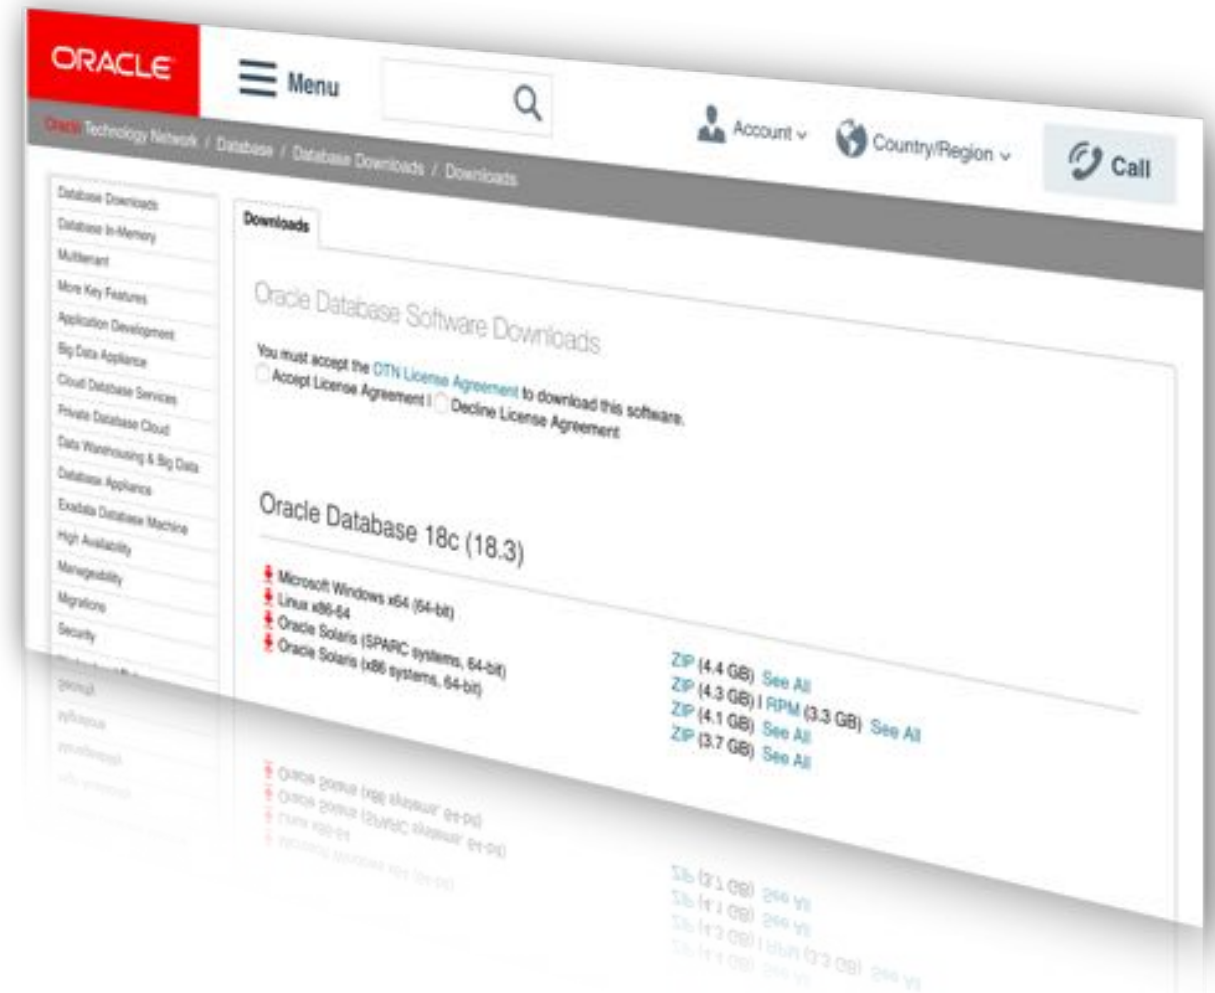 ORACLE
Menu
Account
Country/Region
Call
Oracle Technology Network / Database / Database Downloads / Downloads
Database Downloads
Database In-Memory
Multitenant
More Key Features
Application Development
Big Data Appliance
Cloud Database Services
Private Database Cloud
Data Warehousing & Big Data
Database Appliance
Exadata Database Machine
High Availability
Manageability
Migrations
Security
Downloads
Oracle Database Software Downloads
You must accept the OTN License Agreement to download this software.
Accept License Agreement | Decline License Agreement
Oracle Database 18c (18.3)
Microsoft Windows x64 (64-bit)
ZIP (4.4 GB) See All
Linux x86-64
ZIP (4.3 GB) | RPM (3.3 GB) See All
Oracle Solaris (SPARC systems, 64-bit)
ZIP (4.1 GB) See All
Oracle Solaris (x86 systems, 64-bit)
ZIP (3.7 GB) See All